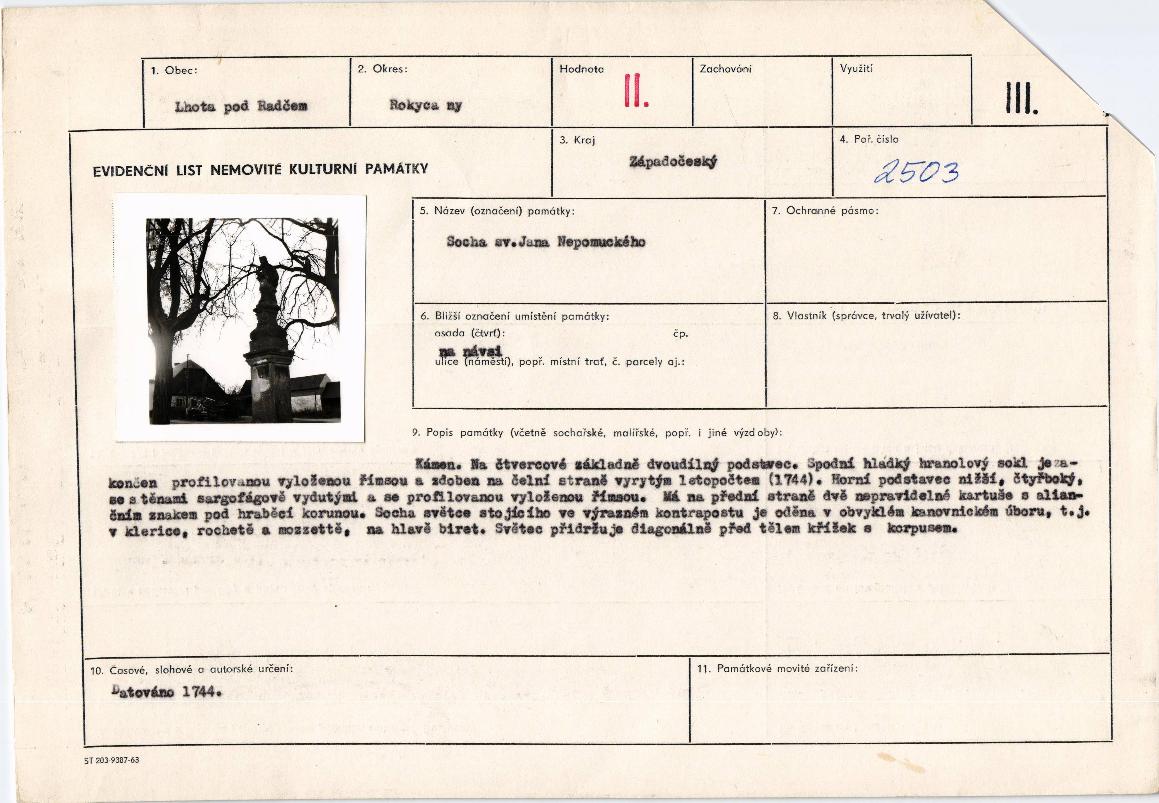 1. Obec:
Lhota pod Radčem
2. Okres:
Rokyca ny
Hodnota
II.
Zachování
Využití
III.
EVIDENČNÍ LIST NEMOVITÉ KULTURNÍ PAMÁTKY
3. Kraj
Západočeský
4. Poř. číslo
2503
5. Název (označení) památky:
Socha sv.Jana Nepomuckého
7. Ochranné pásmo:
6. Bližší označení umístění památky:
osada (čtvrť): čp.
na návsi
ulice (náměstí), popř. místní trať, č. parcely aj.:
8. Vlastník (správce, trvalý uživatel):
9. Popis památky (včetně sochařské, malířské, popř. i jiné výzdoby):
Kámen. Na čtvercové základně dvoudílný podstavec. Spodní hladký hranolový sokl je za-
končen profilovanou vyloženou římsou a zdoben na čelní straně vyrytým letopočtem (1744). Horní podstavec nižší, čtyřboký,
se s těnami sargofágově vydutými a se profilovanou vyloženou římsou. Má na přední straně dvě nepravidelné kartuše s alian-
čním znakem pod hraběcí korunou. Socha světce stojícího ve výrazném kontrapostu je oděna v obvyklém kanovnickém úboru, t.j.
v klerice, rochetě a mozzettě, na hlavě biret. Světec přidržuje diagonálně před tělem křížek s korpusem.
10. Časové, slohové a autorské určení:
Datováno 1744.
11. Památkové movité zařízení:
ST 203-9387-63